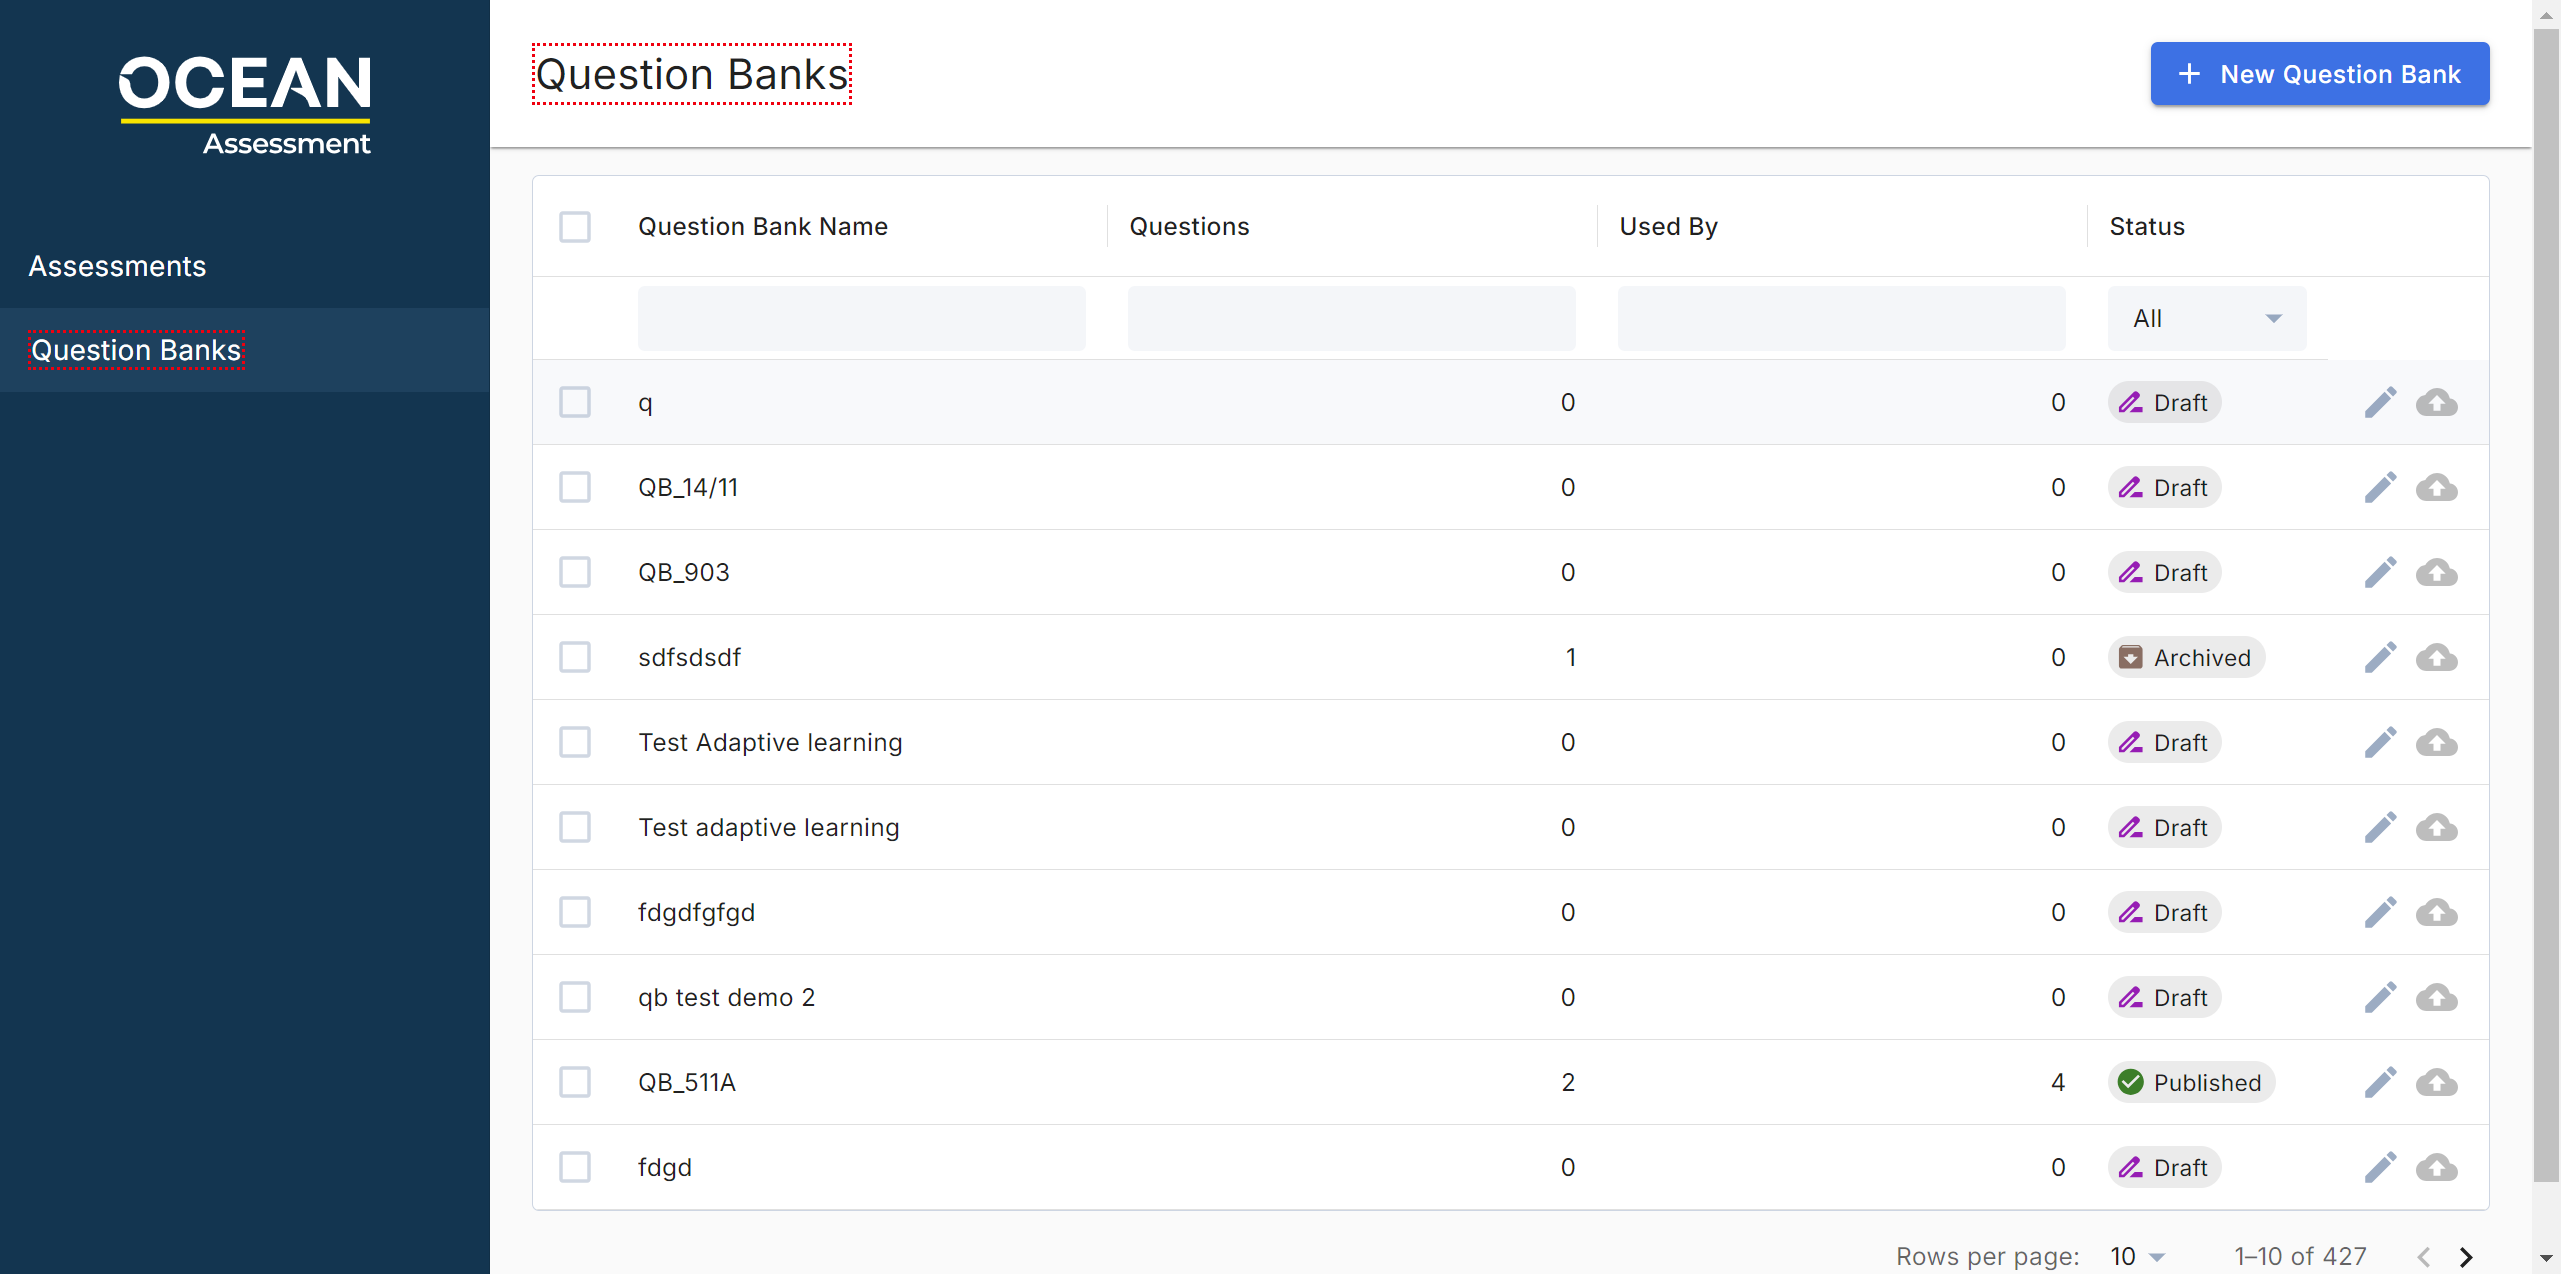 OCEAN
Assessment
Assessments
Question Banks
Question Banks
New Question Bank
Question Bank Name Questions Used By Status
All
q 0 0 Draft
QB_14/11 0 0 Draft
QB_903 0 0 Draft
sdfsdsdf 1 0 Archived
Test Adaptive learning 0 0 Draft
Test adaptive learning 0 0 Draft
fdgdfgfgd 0 0 Draft
qb test demo 2 0 0 Draft
QB_511A 2 4 Published
fdgd 0 0 Draft
Rows per page: 10 1–10 of 427